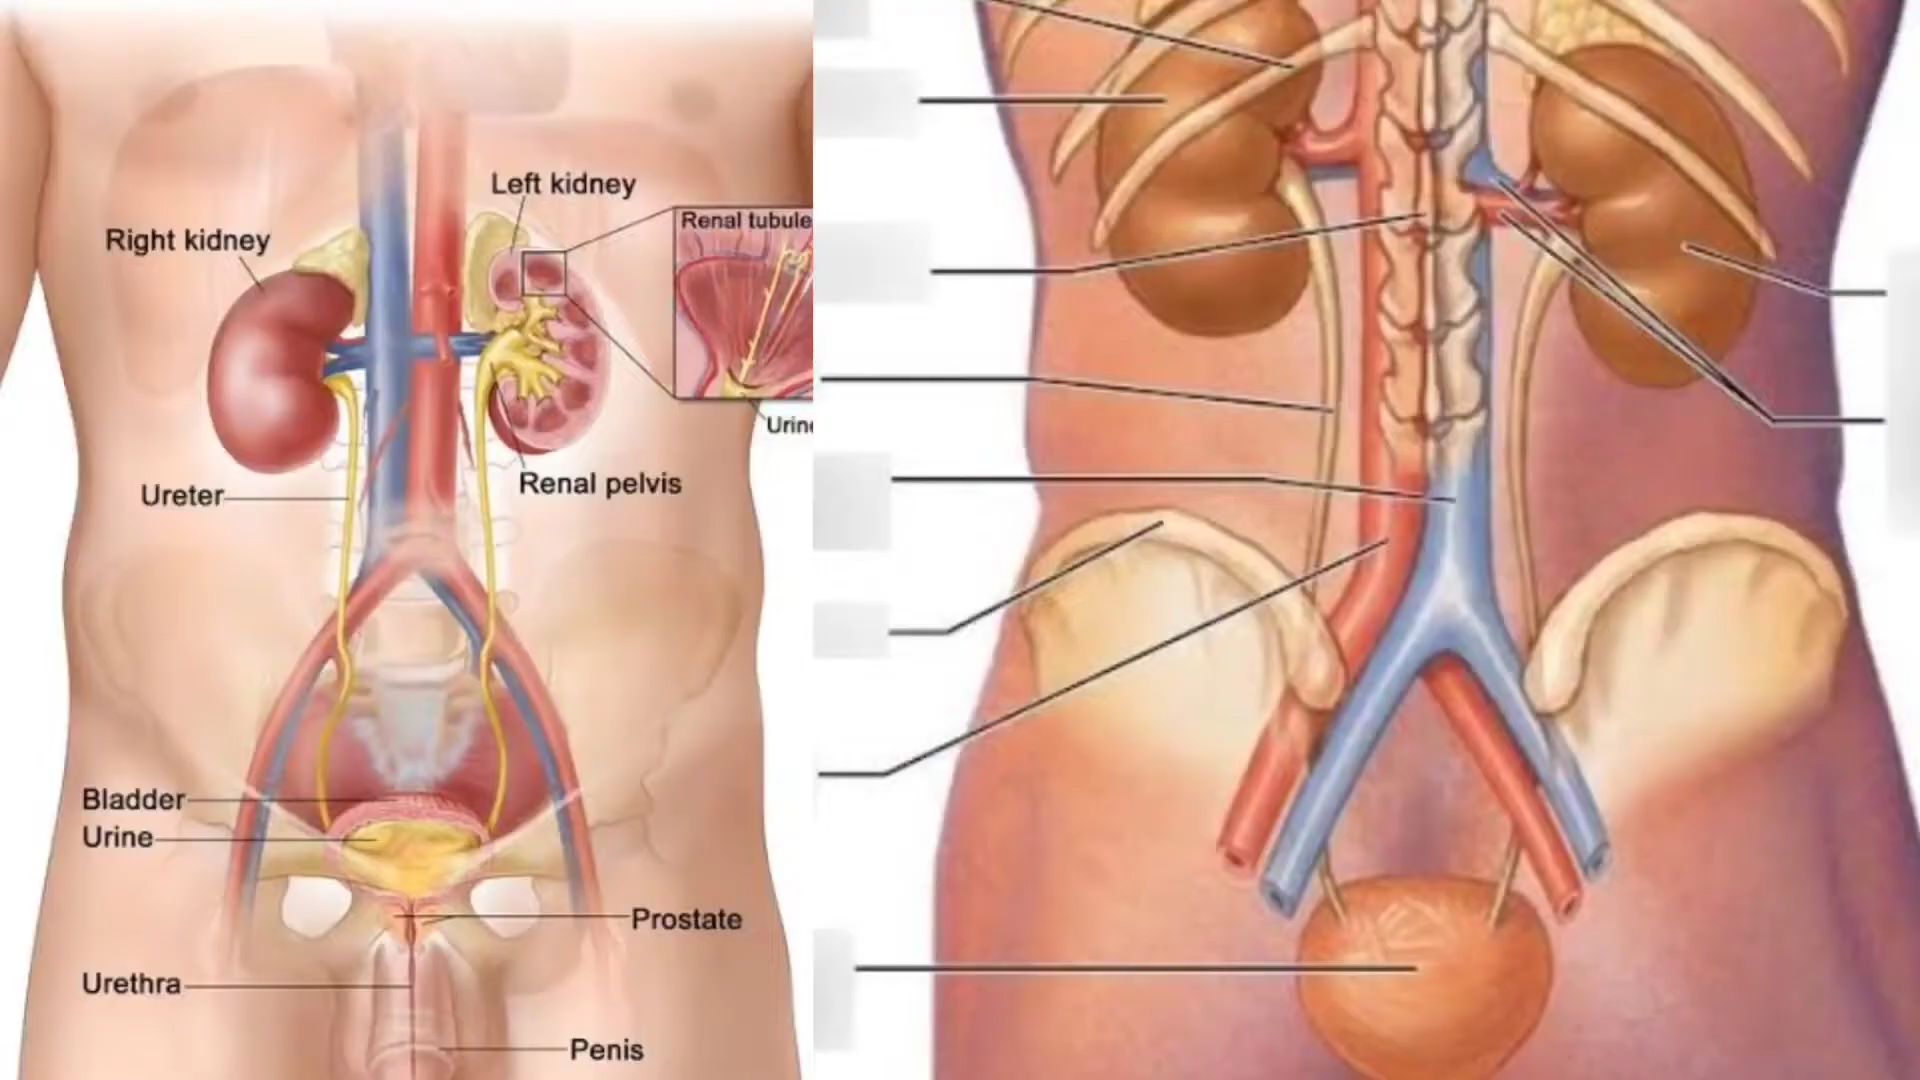 Left kidney
Renal tubule
Right kidney
Urine
Renal pelvis
Ureter
Bladder
Urine
Prostate
Urethra
Penis